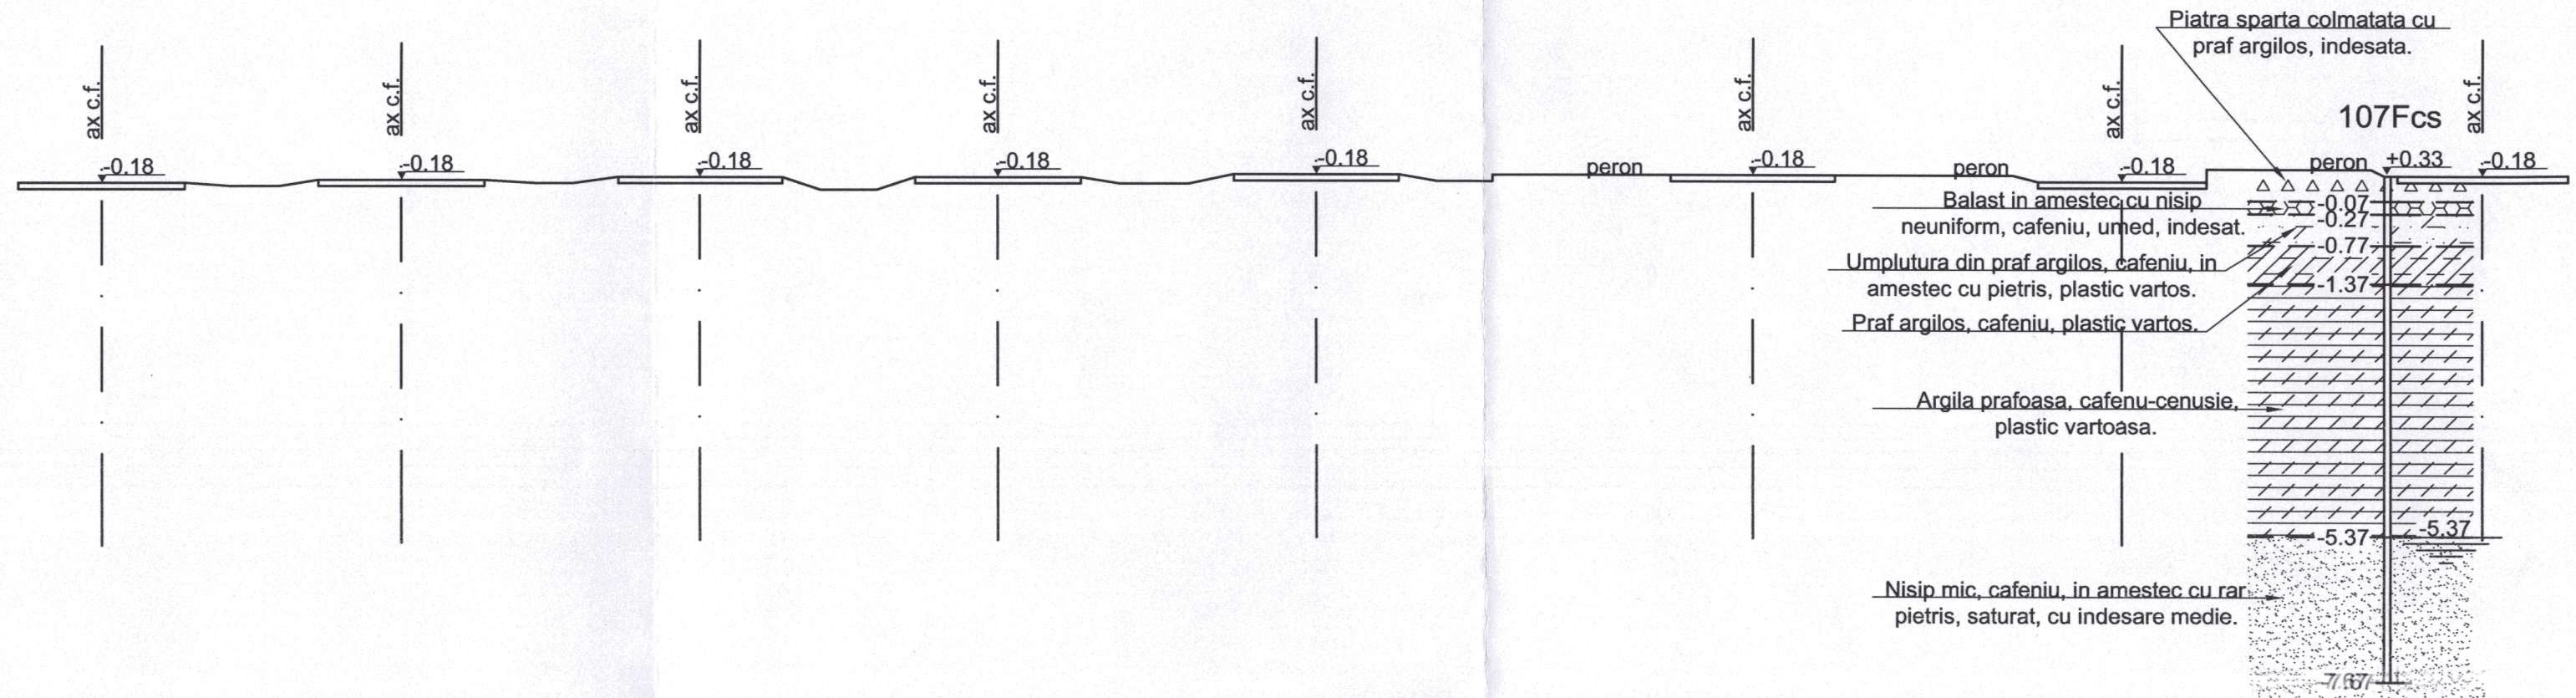 Piatra sparta colmatata cu
praf argilos, indesata.
ax c.f.
ax c.f.
ax c.f.
ax c.f.
ax c.f.
ax c.f.
ax c.f.
ax c.f.
107Fcs
-0.18
-0.18
-0.18
-0.18
-0.18
peron
-0.18
peron
-0.18
peron
+0.33
-0.18
Balast in amestec cu nisip
neuniform, cafeniu, umed, indesat.
-0.07
-0.27
-0.77
Umplutura din praf argilos, cafeniu, in
amestec cu pietris, plastic vartos.
-1.37
Praf argilos, cafeniu, plastic vartos.
Argila prafoasa, cafenu-cenusie,
plastic vartoasa.
-5.37
-5.37
Nisip mic, cafeniu, in amestec cu rar
pietris, saturat, cu indesare medie.